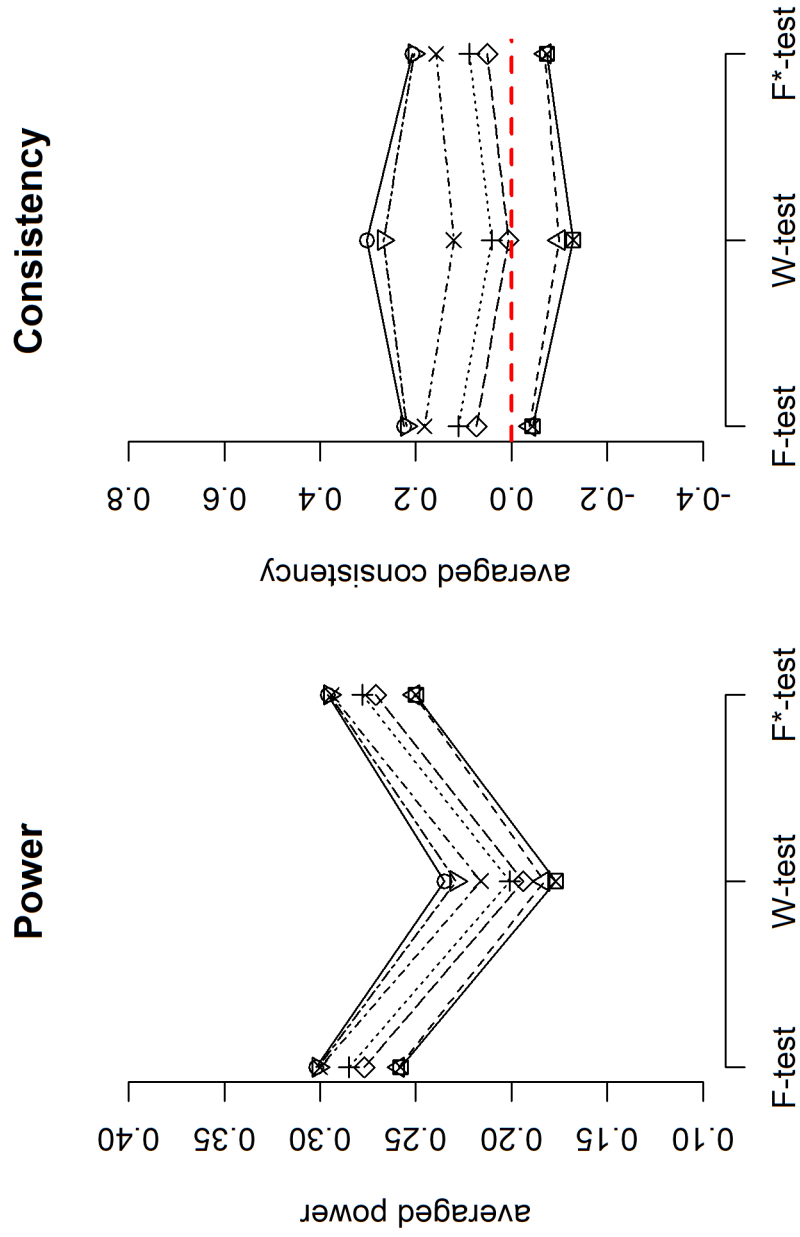 Power
averaged power
0.10 0.15 0.20 0.25 0.30 0.35 0.40
F-test W-test F*-test
Consistency
averaged consistency
-0.4 -0.2 0.0 0.2 0.4 0.6 0.8
F-test W-test F*-test